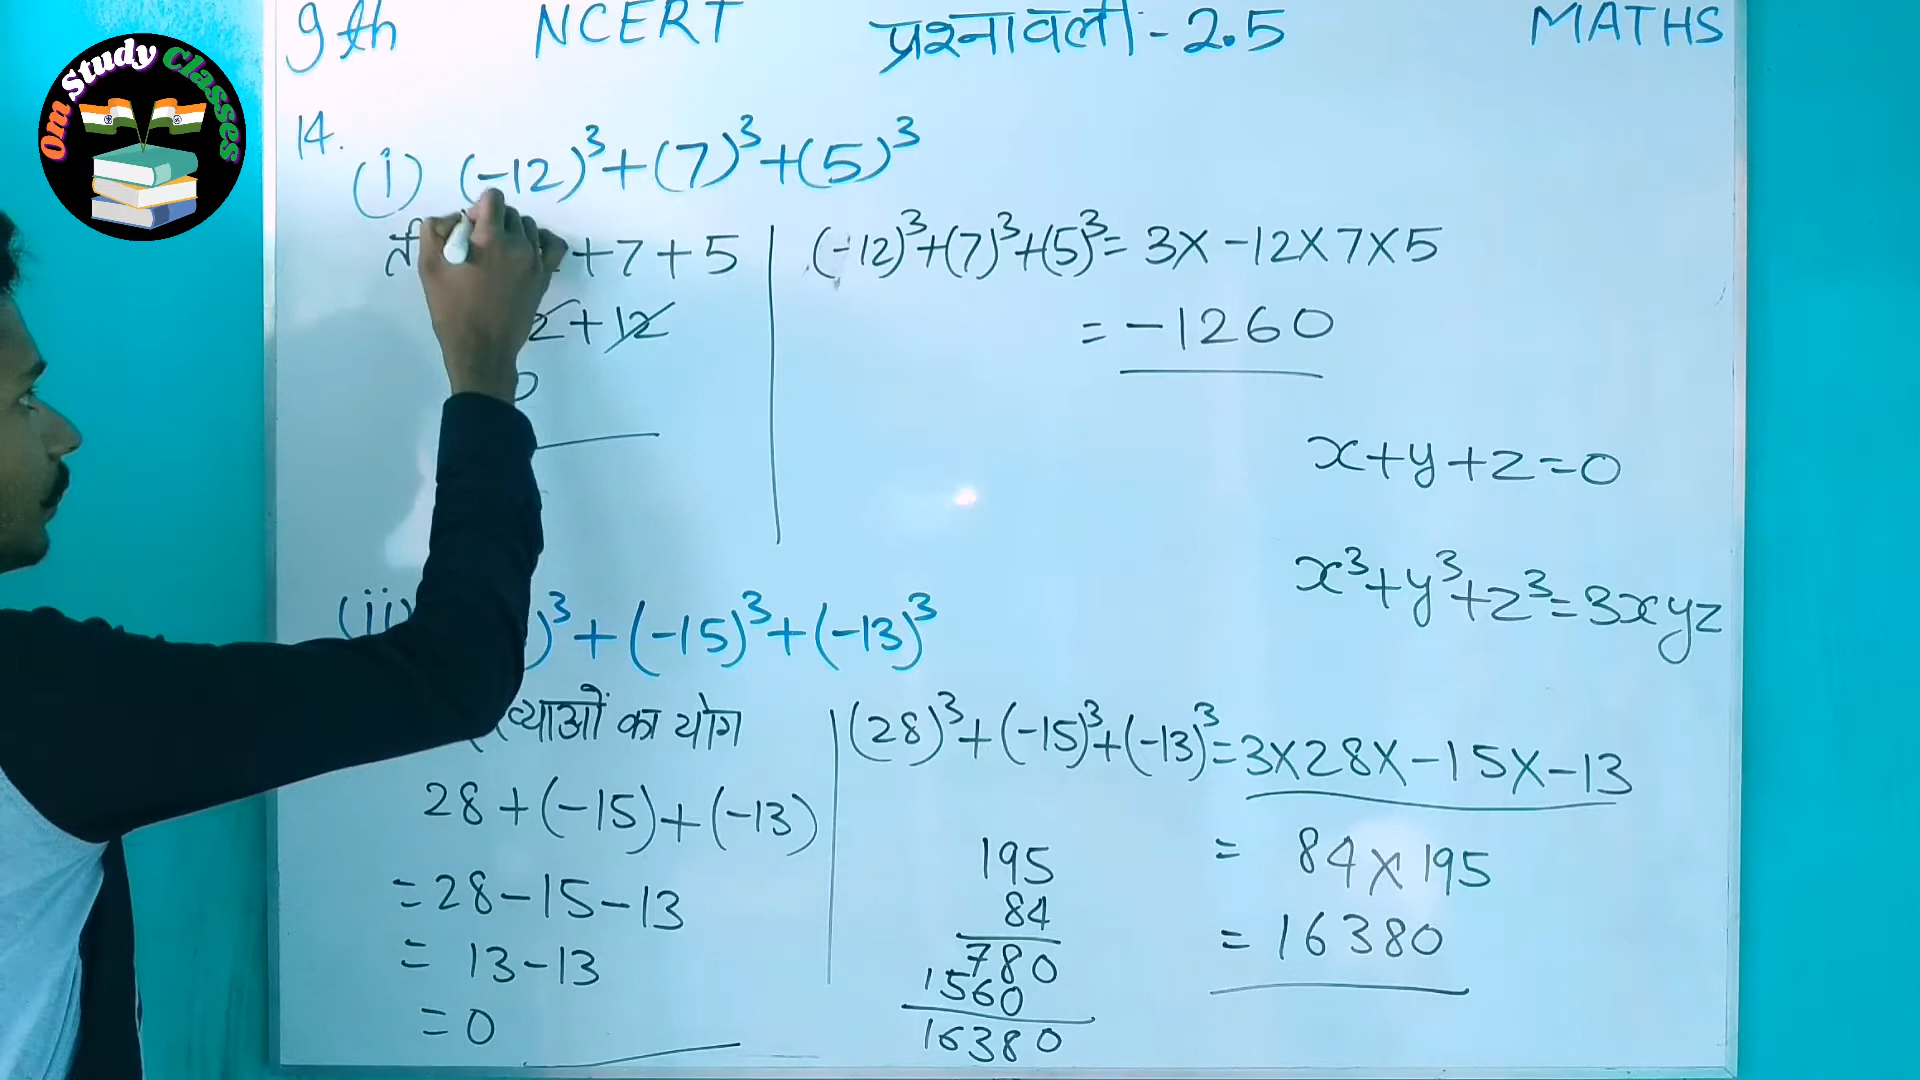 9th NCERT प्रश्नावली - 2.5 MATHS
Om Study Classes
14.
(i) (-12)³+(7)³+(5)³
+7+5
2+12
0
(-12)³+(7)³+(5)³= 3X -12X7X5
= -1260
x+y+z=0
x³+y³+z³=3xyz
(ii) )³+(-15)³+(-13)³
का योग
28+(-15)+(-13)
=28-15-13
= 13-13
=0
(28)³+(-15)³+(-13)³=3X28X-15X-13
= 84X195
= 16380
195
84
780
1560
16380